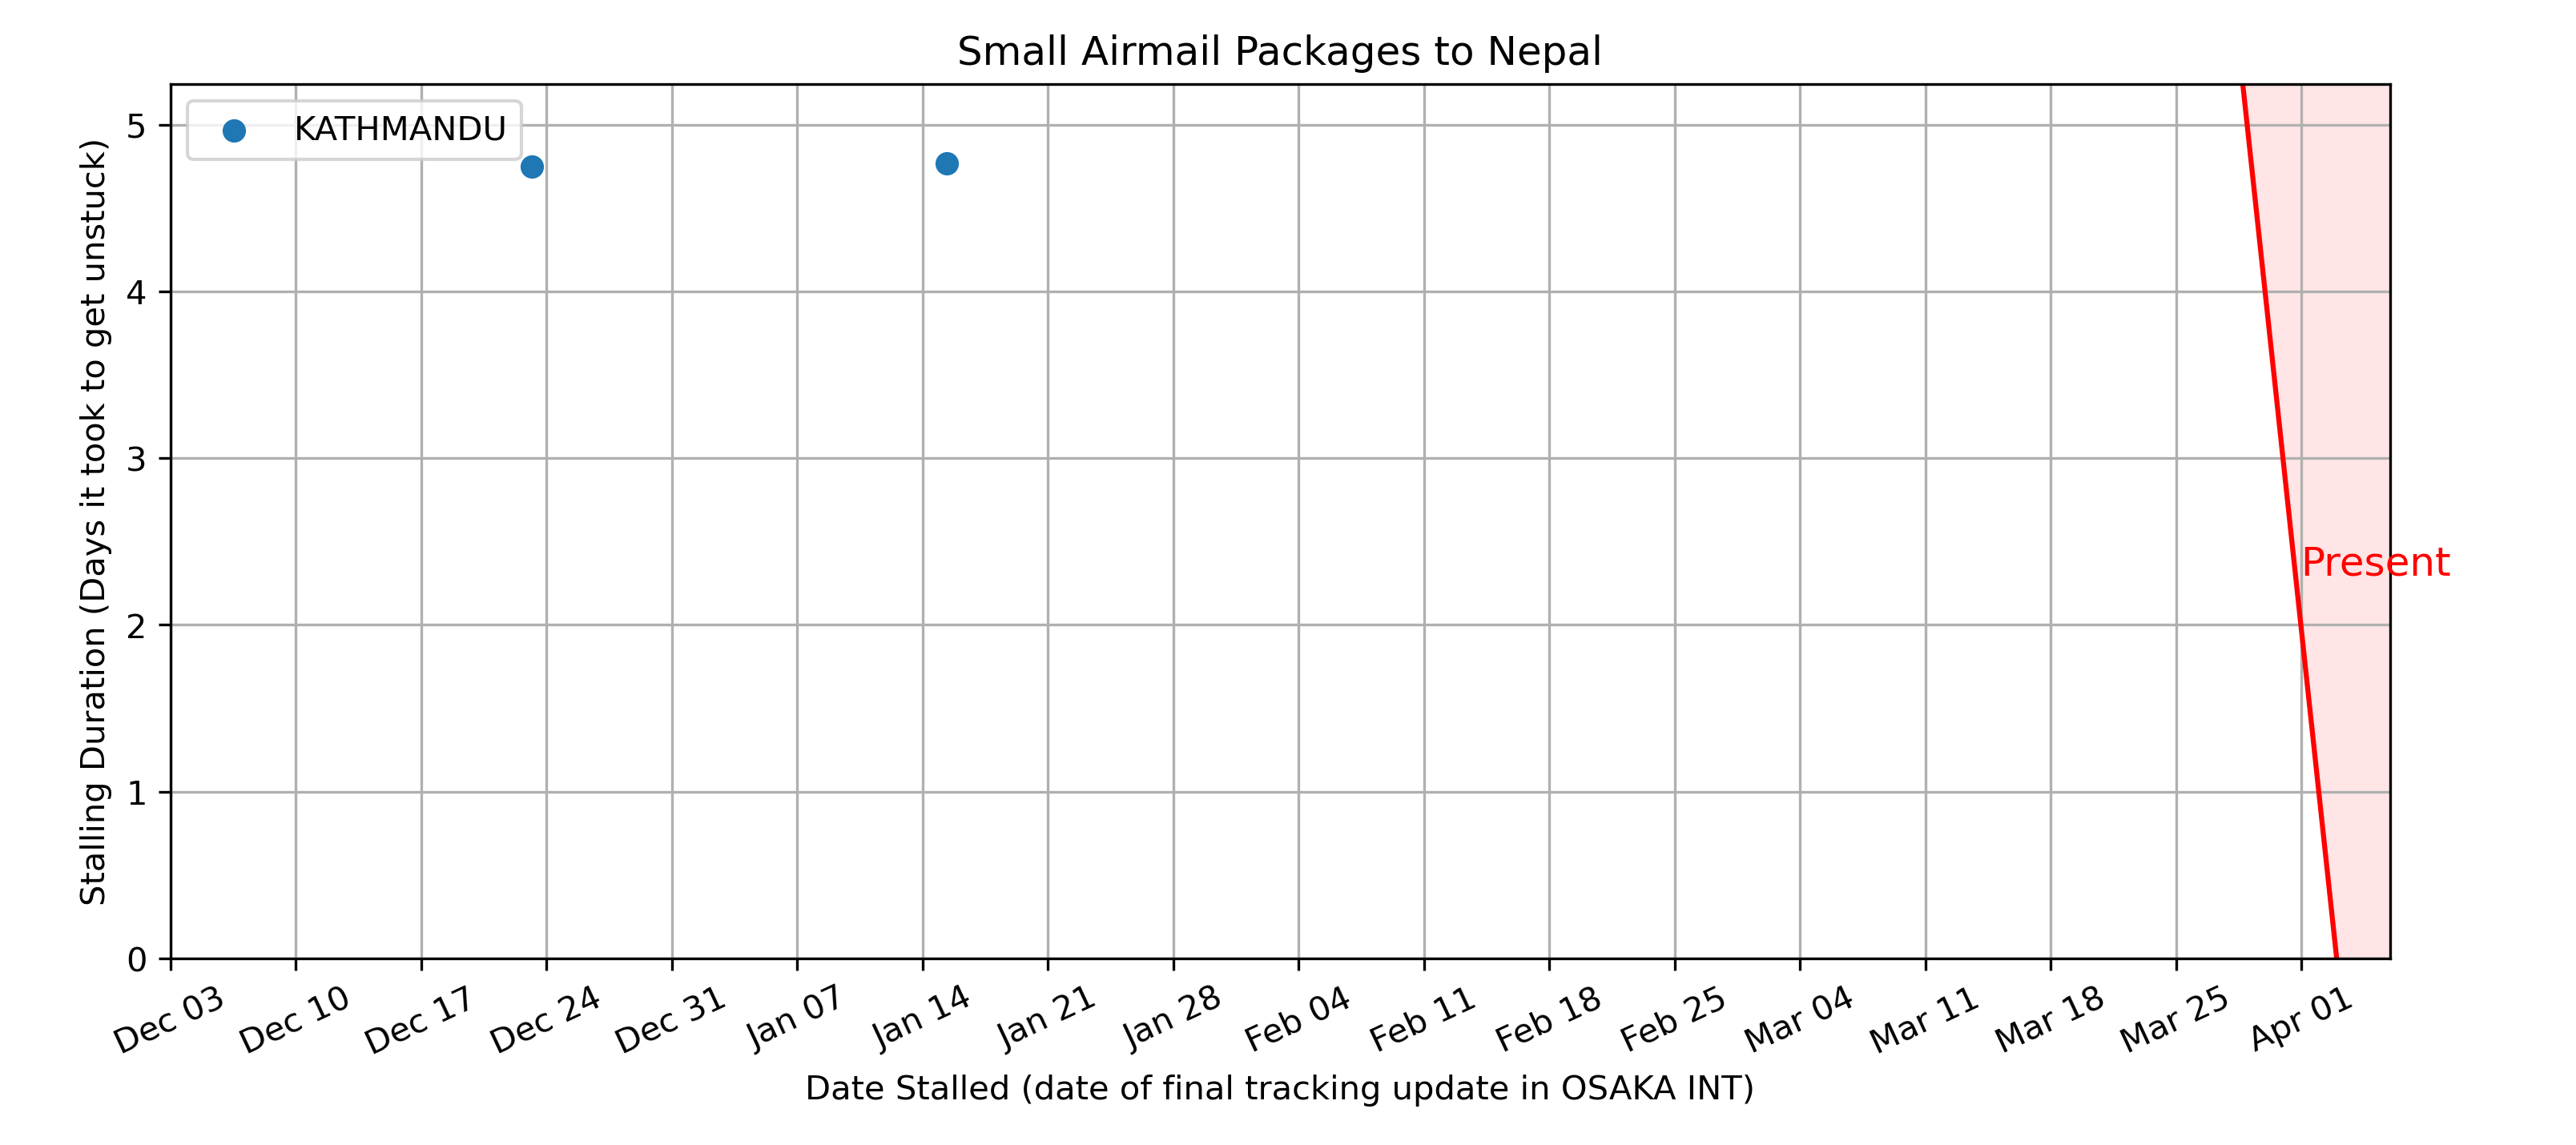 Small Airmail Packages to Nepal
KATHMANDU
Stalling Duration (Days it took to get unstuck)
5
4
3
2
1
0
Present
Dec 03 Dec 10 Dec 17 Dec 24 Dec 31 Jan 07 Jan 14 Jan 21 Jan 28 Feb 04 Feb 11 Feb 18 Feb 25 Mar 04 Mar 11 Mar 18 Mar 25 Apr 01
Date Stalled (date of final tracking update in OSAKA INT)